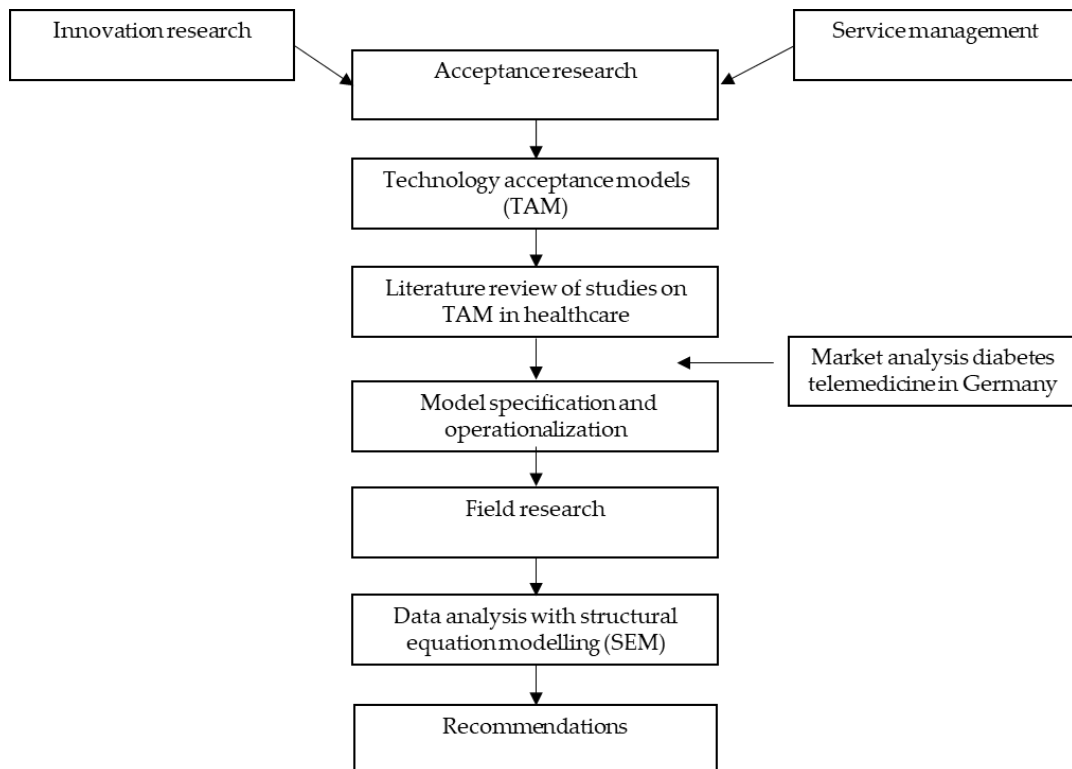 Innovation research
Service management
Acceptance research
Technology acceptance models
(TAM)
Literature review of studies on
TAM in healthcare
Market analysis diabetes
telemedicine in Germany
Model specification and
operationalization
Field research
Data analysis with structural
equation modelling (SEM)
Recommendations